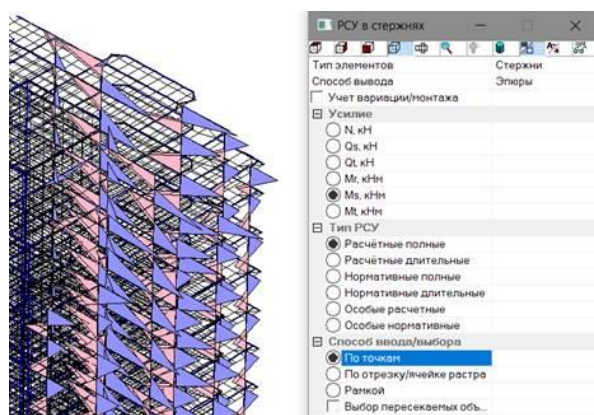 РСУ в стержнях
Тип элементов Стержни
Способ вывода Эпюры
Учет вариации/монтажа
Усилие
N, кН
Qs, кН
Qt, кН
Mr, кНм
Ms, кНм
Mt, кНм
Тип РСУ
Расчётные полные
Расчётные длительные
Нормативные полные
Нормативные длительные
Особые расчетные
Особые нормативные
Способ ввода/выбора
По точкам
По отрезку/ячейке растра
Рамкой
Выбор пересекаемых объ...